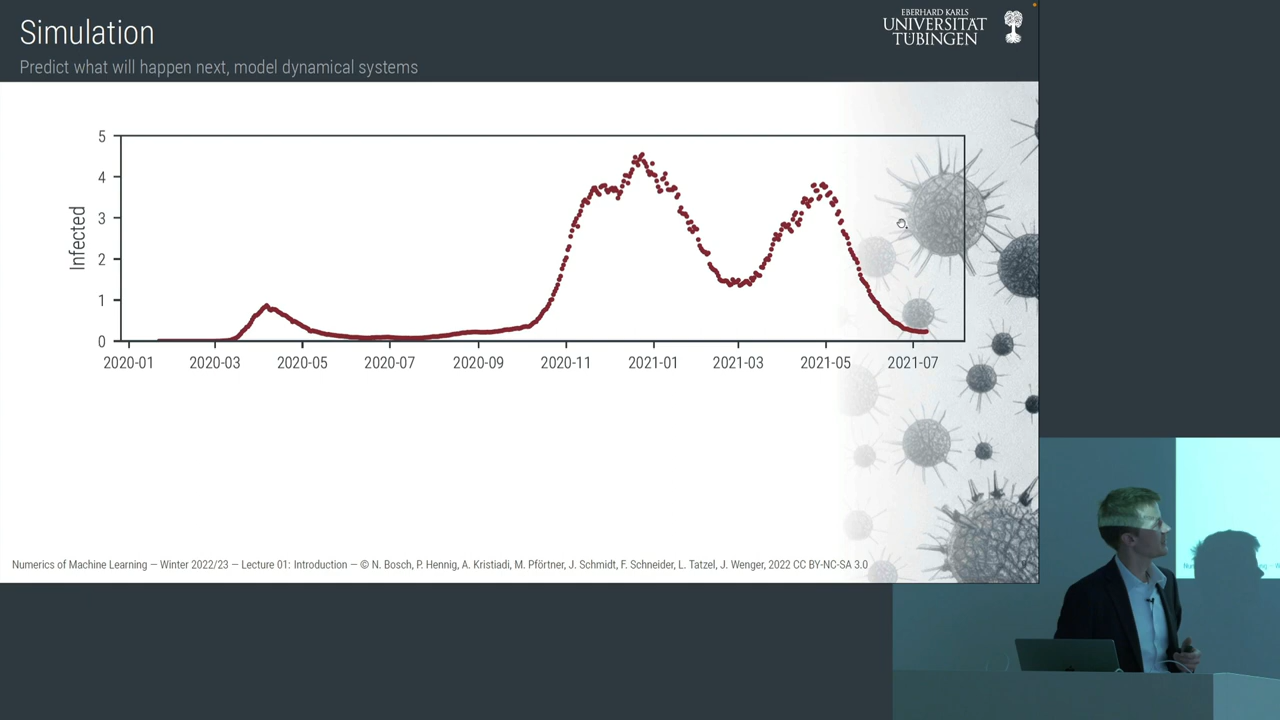 Simulation
Predict what will happen next, model dynamical systems
EBERHARD KARLS
UNIVERSITÄT
TÜBINGEN
5
4
3
2
1
0
Infected
2020-01 2020-03 2020-05 2020-07 2020-09 2020-11 2021-01 2021-03 2021-05 2021-07
Numerics of Machine Learning — Winter 2022/23 — Lecture 01: Introduction — © N. Bosch, P. Hennig, A. Kristiadi, M. Pförtner, J. Schmidt, F. Schneider, L. Tatzel, J. Wenger, 2022 CC BY-NC-SA 3.0